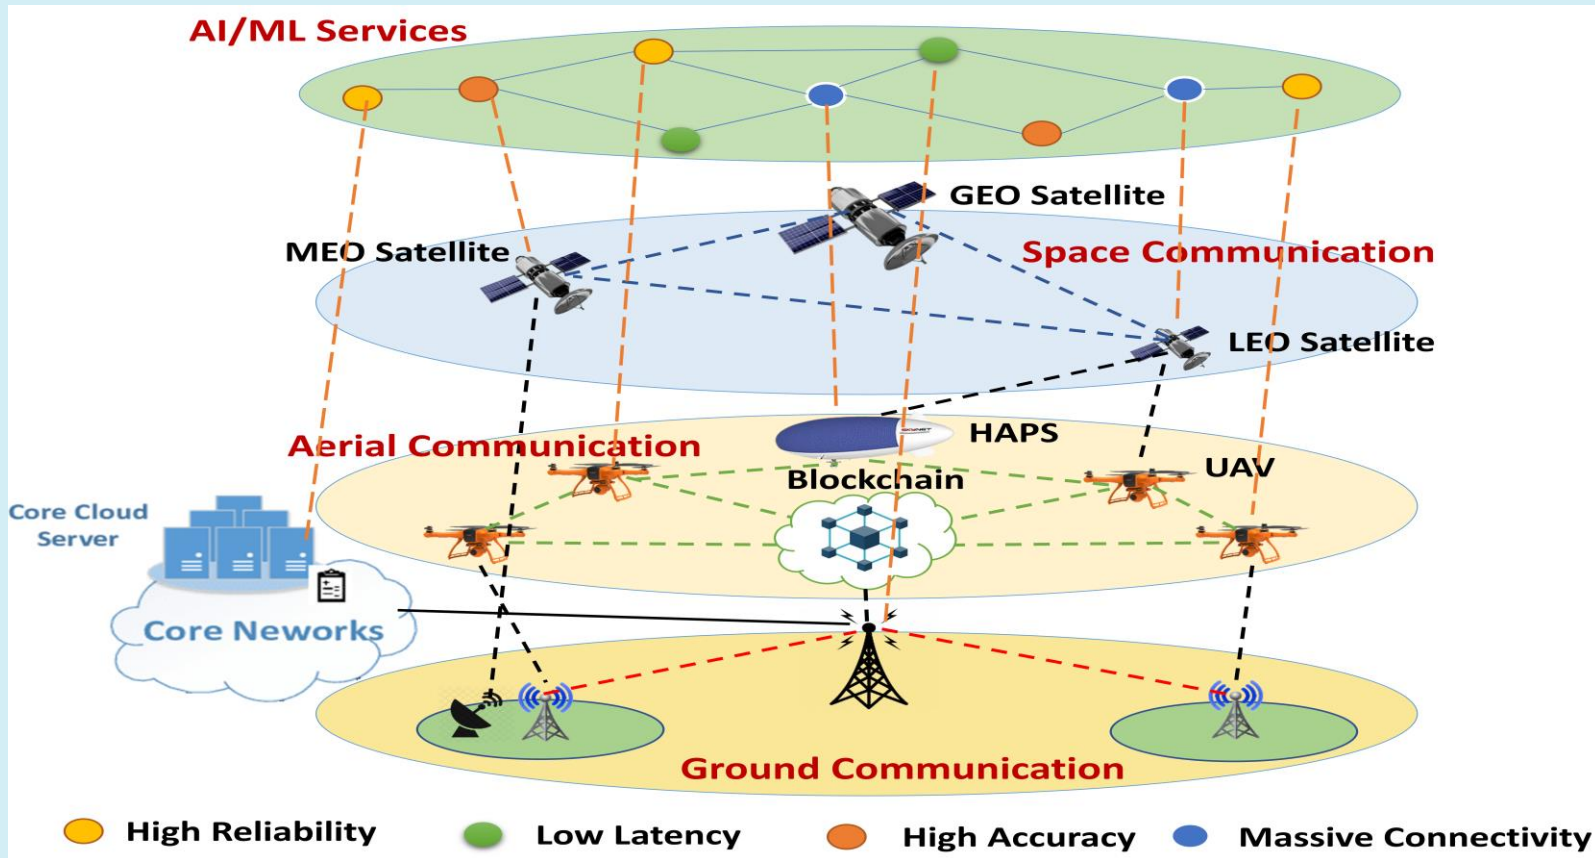 AI/ML Services
GEO Satellite
MEO Satellite
Space Communication
LEO Satellite
Aerial Communication
HAPS
UAV
Blockchain
Core Cloud
Server
Core Neworks
Ground Communication
High Reliability
Low Latency
High Accuracy
Massive Connectivity